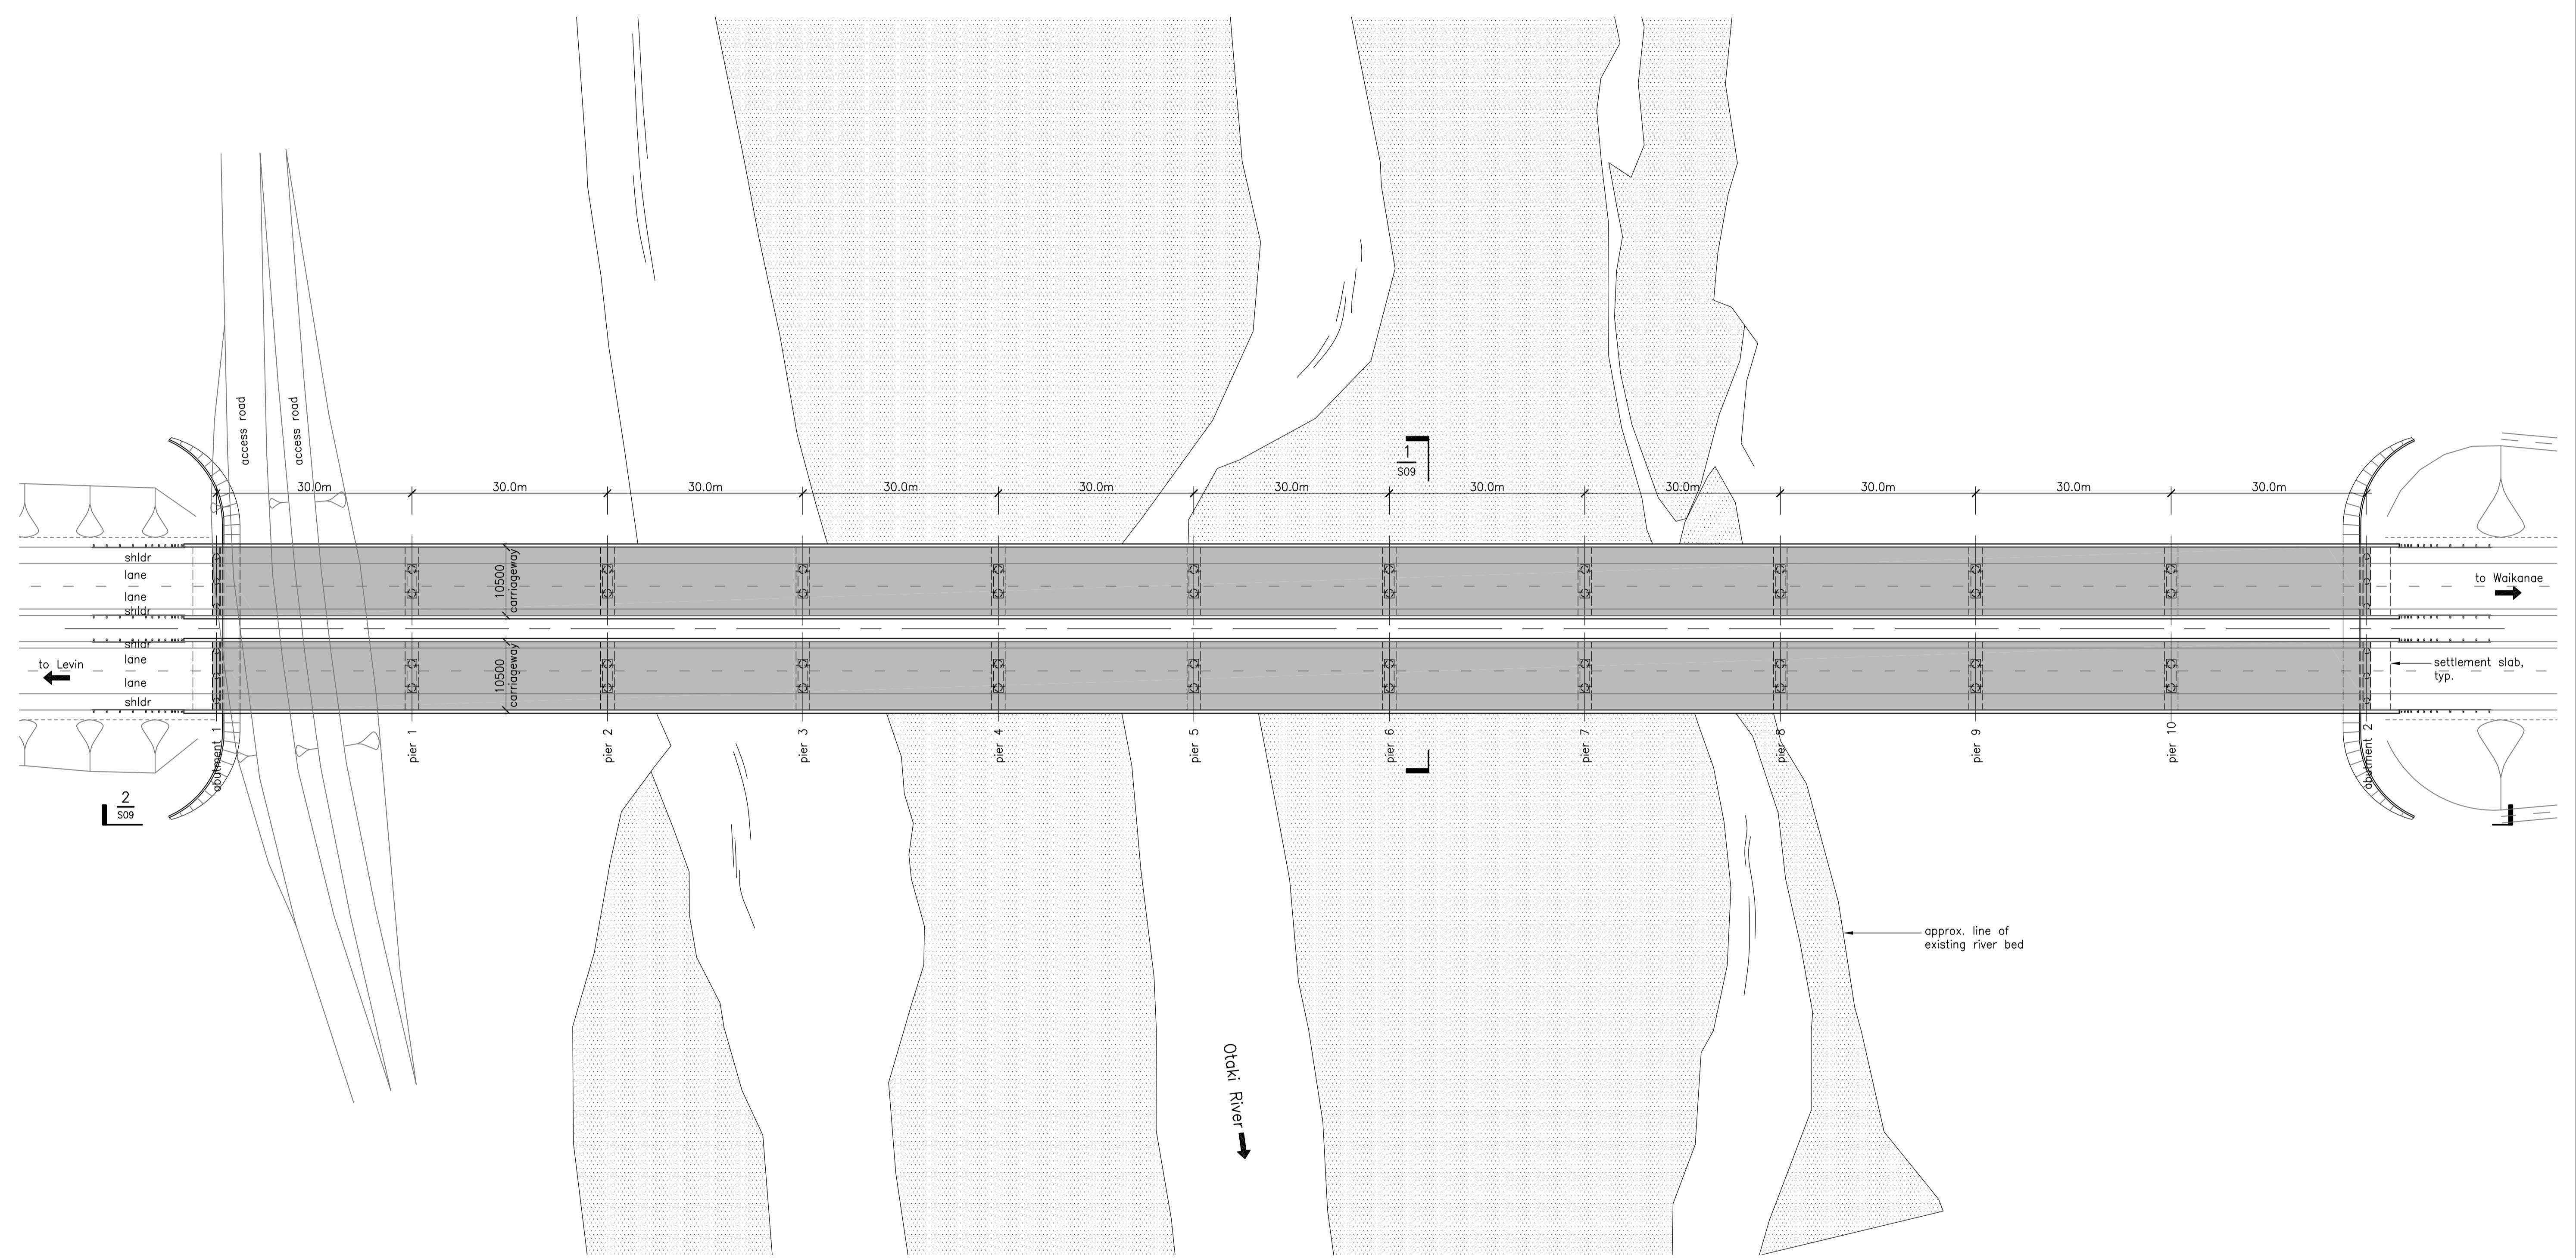 access road
access road
1
S09
30.0m
30.0m
30.0m
30.0m
30.0m
30.0m
30.0m
30.0m
30.0m
30.0m
30.0m
shldr
lane
lane
shldr
10500
carriageway
to Waikanae
shldr
lane
lane
shldr
to Levin
10500
carriageway
settlement slab,
typ.
abutment 1
pier 1
pier 2
pier 3
pier 4
pier 5
pier 6
pier 7
pier 8
pier 9
pier 10
abutment 2
2
S09
approx. line of
existing river bed
Otaki River